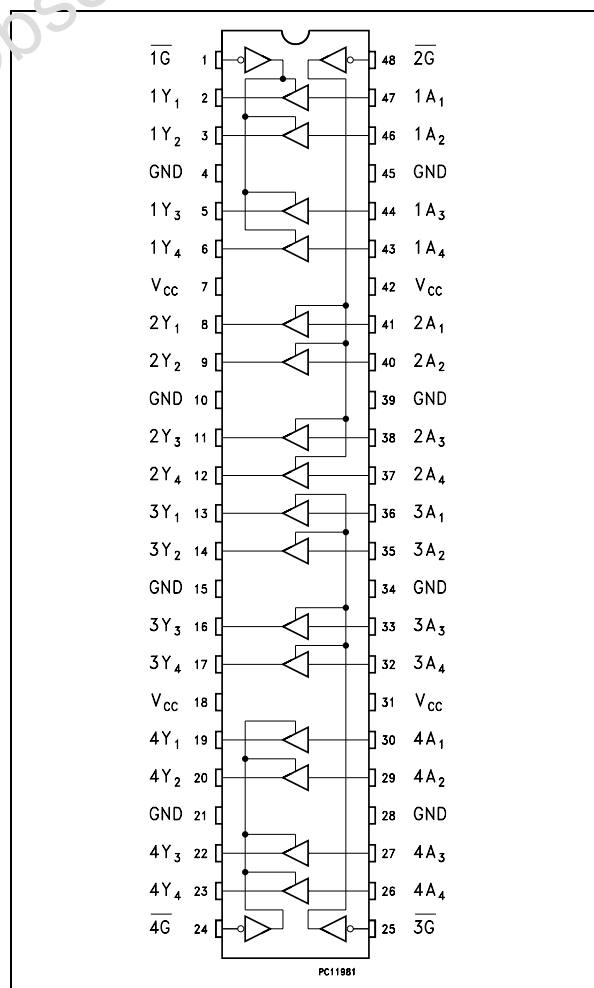 obs
1G 1 48 2G
1Y1 2 47 1A1
1Y2 3 46 1A2
GND 4 45 GND
1Y3 5 44 1A3
1Y4 6 43 1A4
VCC 7 42 VCC
2Y1 8 41 2A1
2Y2 9 40 2A2
GND 10 39 GND
2Y3 11 38 2A3
2Y4 12 37 2A4
3Y1 13 36 3A1
3Y2 14 35 3A2
GND 15 34 GND
3Y3 16 33 3A3
3Y4 17 32 3A4
VCC 18 31 VCC
4Y1 19 30 4A1
4Y2 20 29 4A2
GND 21 28 GND
4Y3 22 27 4A3
4Y4 23 26 4A4
4G 24 25 3G
PC11981